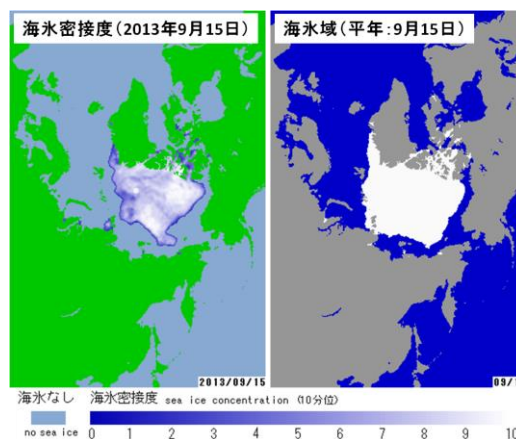 海氷密接度(2013年9月15日)
海氷域(平年:9月15日)
2013/09/15
09/1
海氷なし
no sea ice
海氷密接度 sea ice concentration (10分位)
0 1 2 3 4 5 6 7 8 9 10